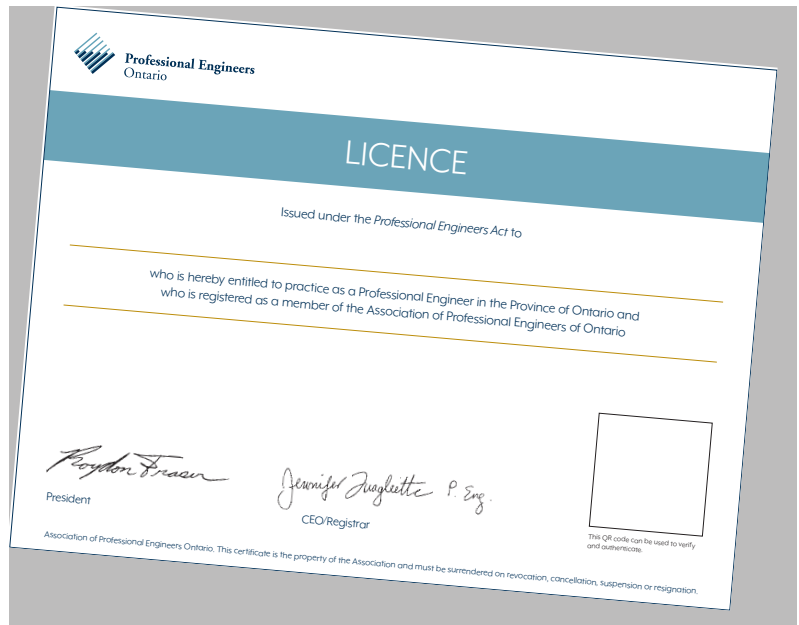 Professional Engineers
Ontario
LICENCE
Issued under the Professional Engineers Act to
who is hereby entitled to practice as a Professional Engineer in the Province of Ontario and
who is registered as a member of the Association of Professional Engineers of Ontario
Roydon Fraser
Jennifer Quaglietta P. Eng.
President
CEO/Registrar
This QR code can be used to verify
and authenticate.
Association of Professional Engineers Ontario. This certificate is the property of the Association and must be surrendered on revocation, cancellation, suspension or resignation.